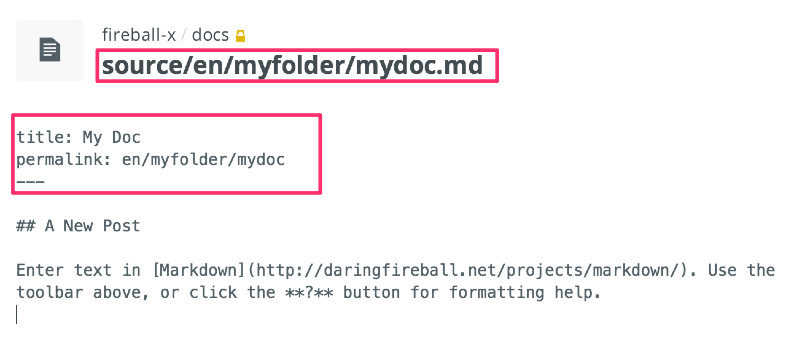 fireball-x / docs
source/en/myfolder/mydoc.md
title: My Doc
permalink: en/myfolder/mydoc
---
## A New Post
Enter text in [Markdown](http://daringfireball.net/projects/markdown/). Use the
toolbar above, or click the **?** button for formatting help.